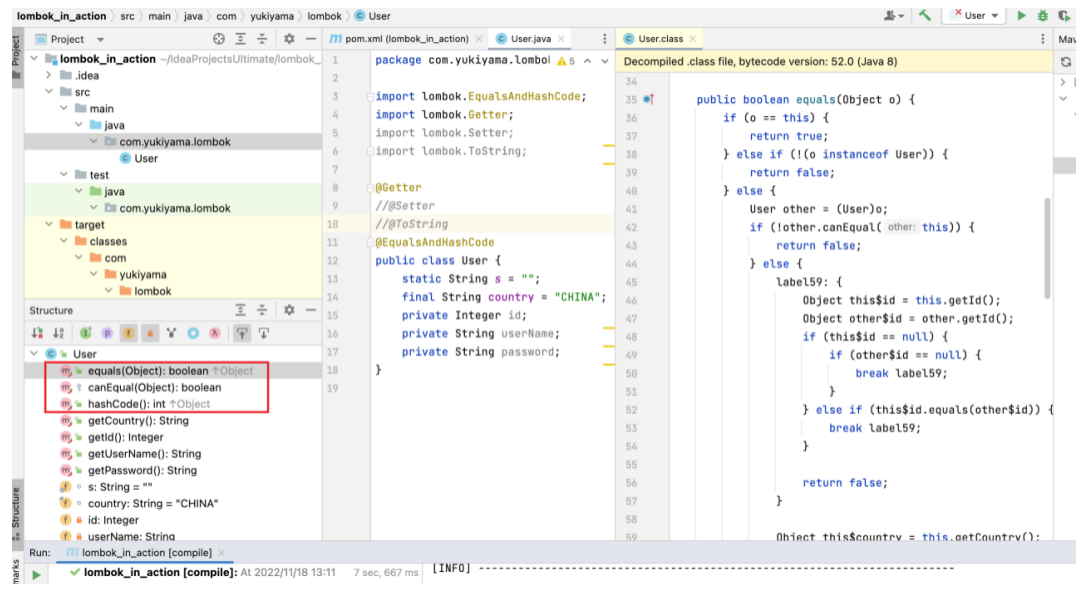 lombok_in_action 〉 src 〉 main 〉 java 〉 com 〉 yukiyama 〉 lombok 〉 User
User
Project
pom.xml (lombok_in_action)
User.java
User.class
Project
lombok_in_action ~/IdeaProjectsUltimate/lombok_
.idea
src
main
java
com.yukiyama.lombok
User
test
java
com.yukiyama.lombok
target
classes
com
yukiyama
lombok
Structure
User
equals(Object): boolean ↑Object
canEqual(Object): boolean
hashCode(): int ↑Object
getCountry(): String
getId(): Integer
getUserName(): String
getPassword(): String
s: String = ""
country: String = "CHINA"
id: Integer
userName: String
Structure
1 package com.yukiyama.lombol 5
2
3 import lombok.EqualsAndHashCode;
4 import lombok.Getter;
5 import lombok.Setter;
6 import lombok.ToString;
7
8 @Getter
9 //@Setter
10 //@ToString
11 @EqualsAndHashCode
12 public class User {
13 static String s = "";
14 final String country = "CHINA";
15 private Integer id;
16 private String userName;
17 private String password;
18 }
19
Decompiled .class file, bytecode version: 52.0 (Java 8)
34
35 public boolean equals(Object o) {
36 if (o == this) {
37 return true;
38 } else if (!(o instanceof User)) {
39 return false;
40 } else {
41 User other = (User)o;
42 if (!other.canEqual( other: this)) {
43 return false;
44 } else {
45 label59: {
46 Object this$id = this.getId();
47 Object other$id = other.getId();
48 if (this$id == null) {
49 if (other$id == null) {
50 break label59;
51 }
52 } else if (this$id.equals(other$id)) {
53 break label59;
54 }
55
56 return false;
57 }
58
59 Object this$country = this.getCountry();
Mav
Run: lombok_in_action [compile]
marks
lombok_in_action [compile]: At 2022/11/18 13:11 7 sec, 667 ms
[INFO] ------------------------------------------------------------------------